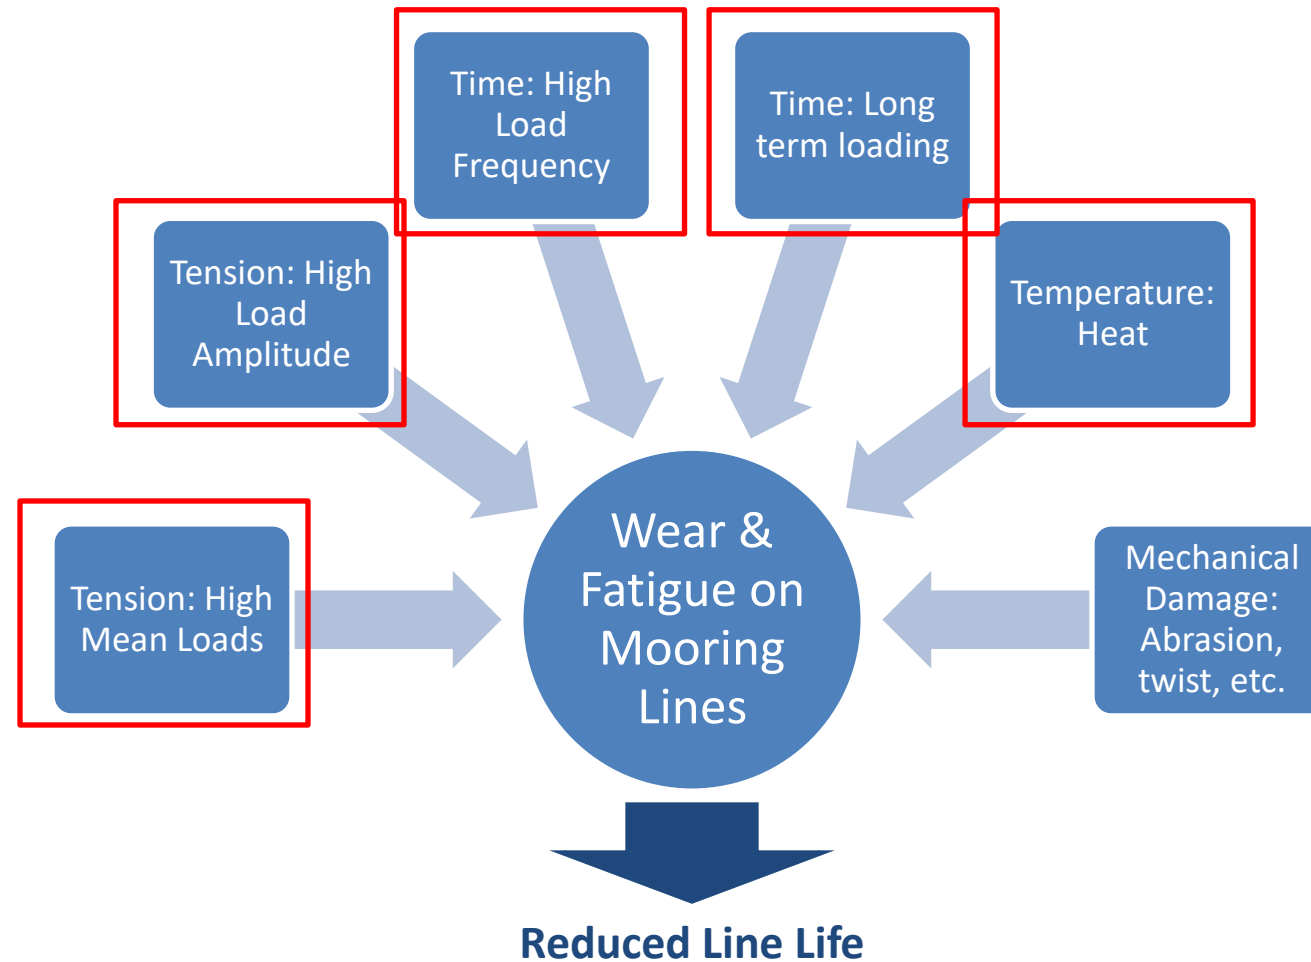 Time: High
Load
Frequency
Time: Long
term loading
Tension: High
Load
Amplitude
Temperature:
Heat
Tension: High
Mean Loads
Wear &
Fatigue on
Mooring
Lines
Mechanical
Damage:
Abrasion,
twist, etc.
Reduced Line Life